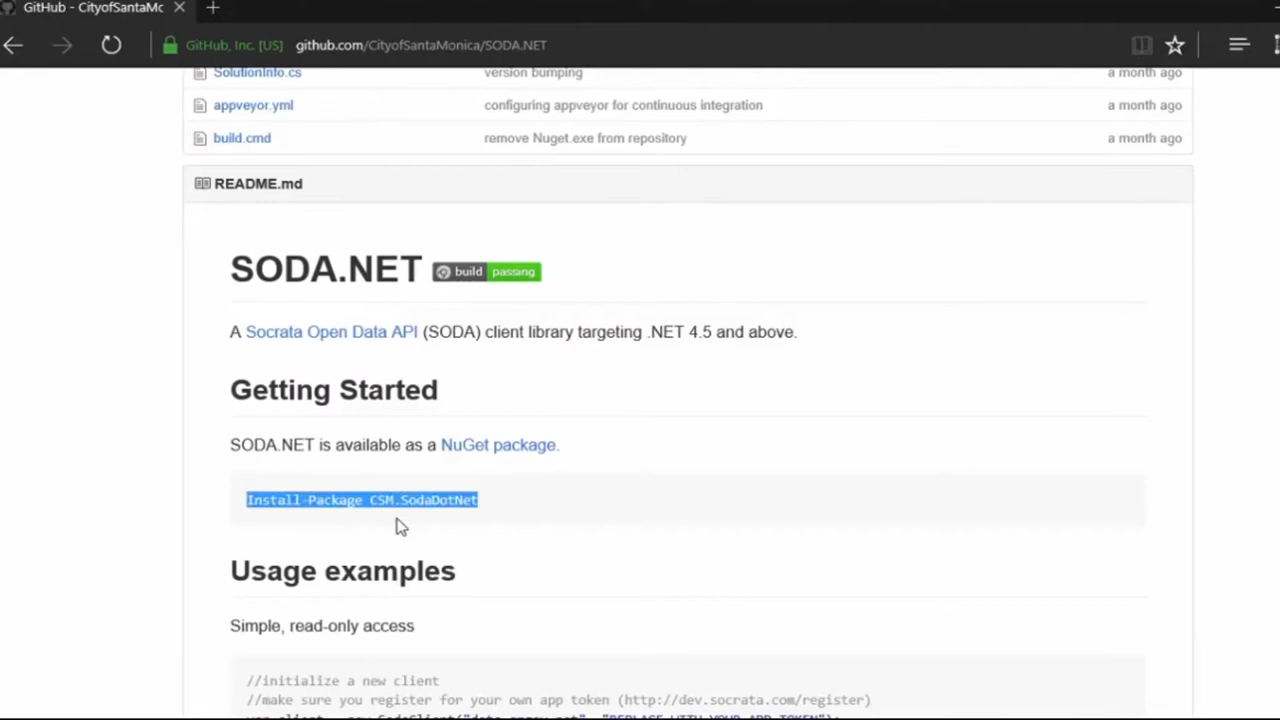 GitHub - CityofSantaMc
GitHub, Inc. [US] github.com/CityofSantaMonica/SODA.NET
SolutionInfo.cs version bumping a month ago
appveyor.yml configuring appveyor for continuous integration a month ago
build.cmd remove Nuget.exe from repository a month ago
README.md
SODA.NET build passing
A Socrata Open Data API (SODA) client library targeting .NET 4.5 and above.
Getting Started
SODA.NET is available as a NuGet package.
Install-Package CSM.SodaDotNet
Usage examples
Simple, read-only access
//initialize a new client
//make sure you register for your own app token (http://dev.socrata.com/register)